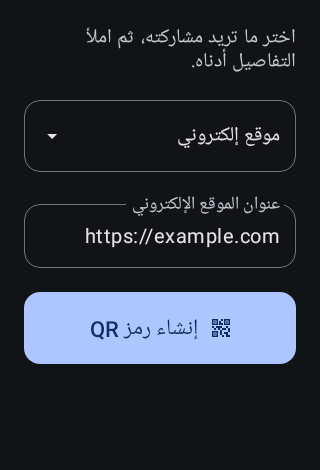 اختر ما تريد مشاركته، ثم املأ
التفاصيل أدناه.
موقع إلكتروني
عنوان الموقع الإلكتروني
https://example.com
إنشاء رمز QR